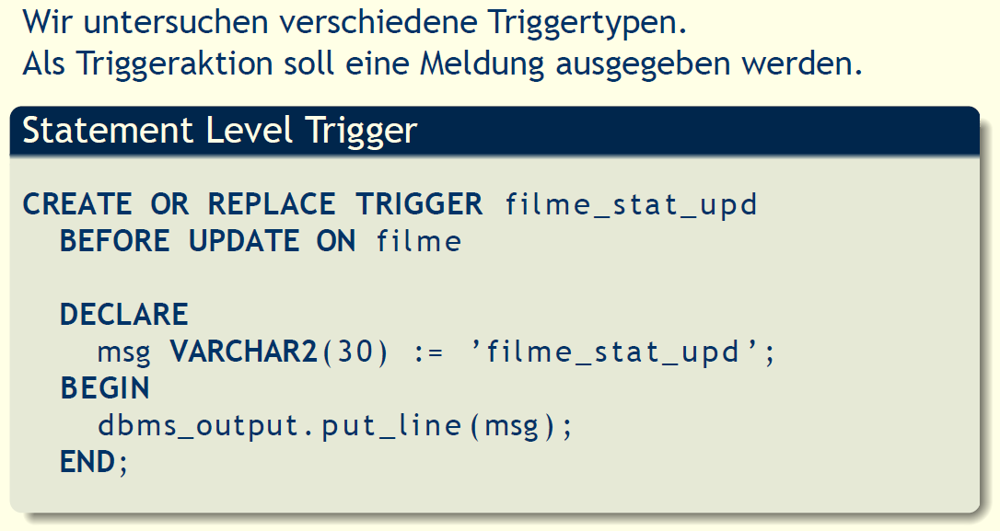 Wir untersuchen verschiedene Triggertypen.
Als Triggeraktion soll eine Meldung ausgegeben werden.
Statement Level Trigger
CREATE OR REPLACE TRIGGER filme_stat_upd
BEFORE UPDATE ON filme
DECLARE
msg VARCHAR2(30) := ’filme_stat_upd’;
BEGIN
dbms_output.put_line(msg);
END;